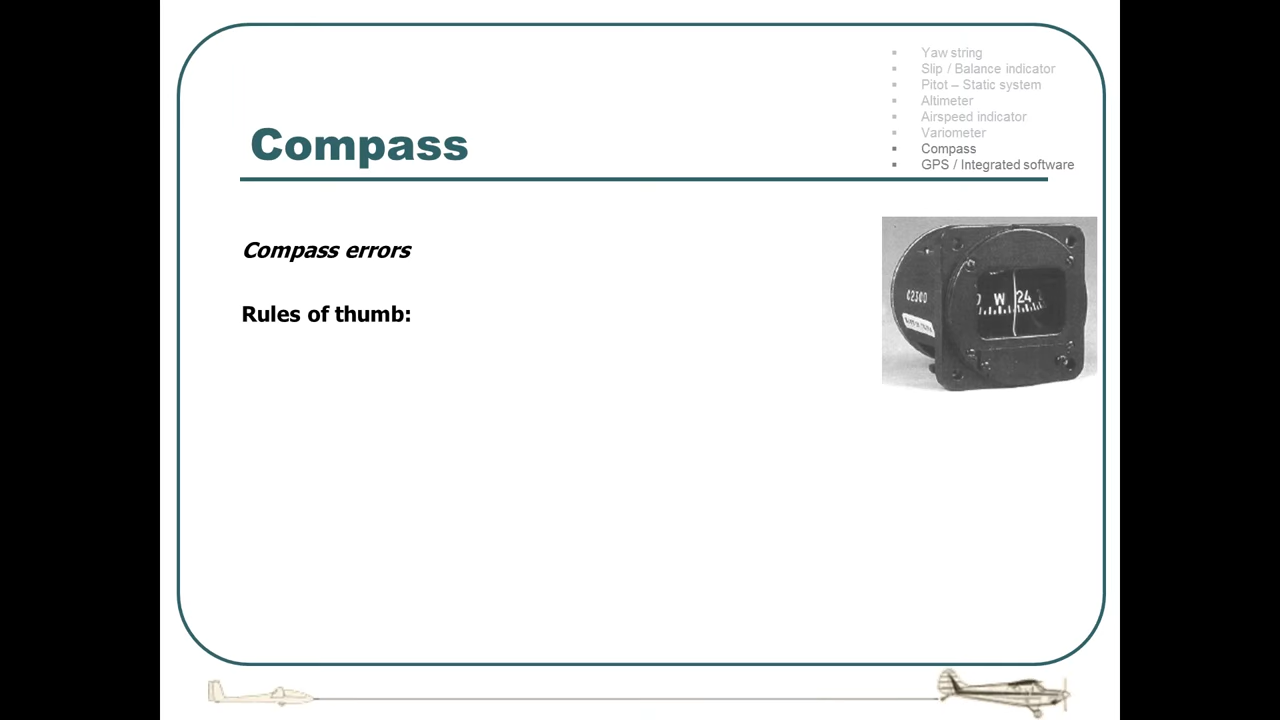 Yaw string
Slip / Balance indicator
Pitot – Static system
Altimeter
Airspeed indicator
Variometer
Compass
GPS / Integrated software
Compass
Compass errors
Rules of thumb:
C2300
W 24